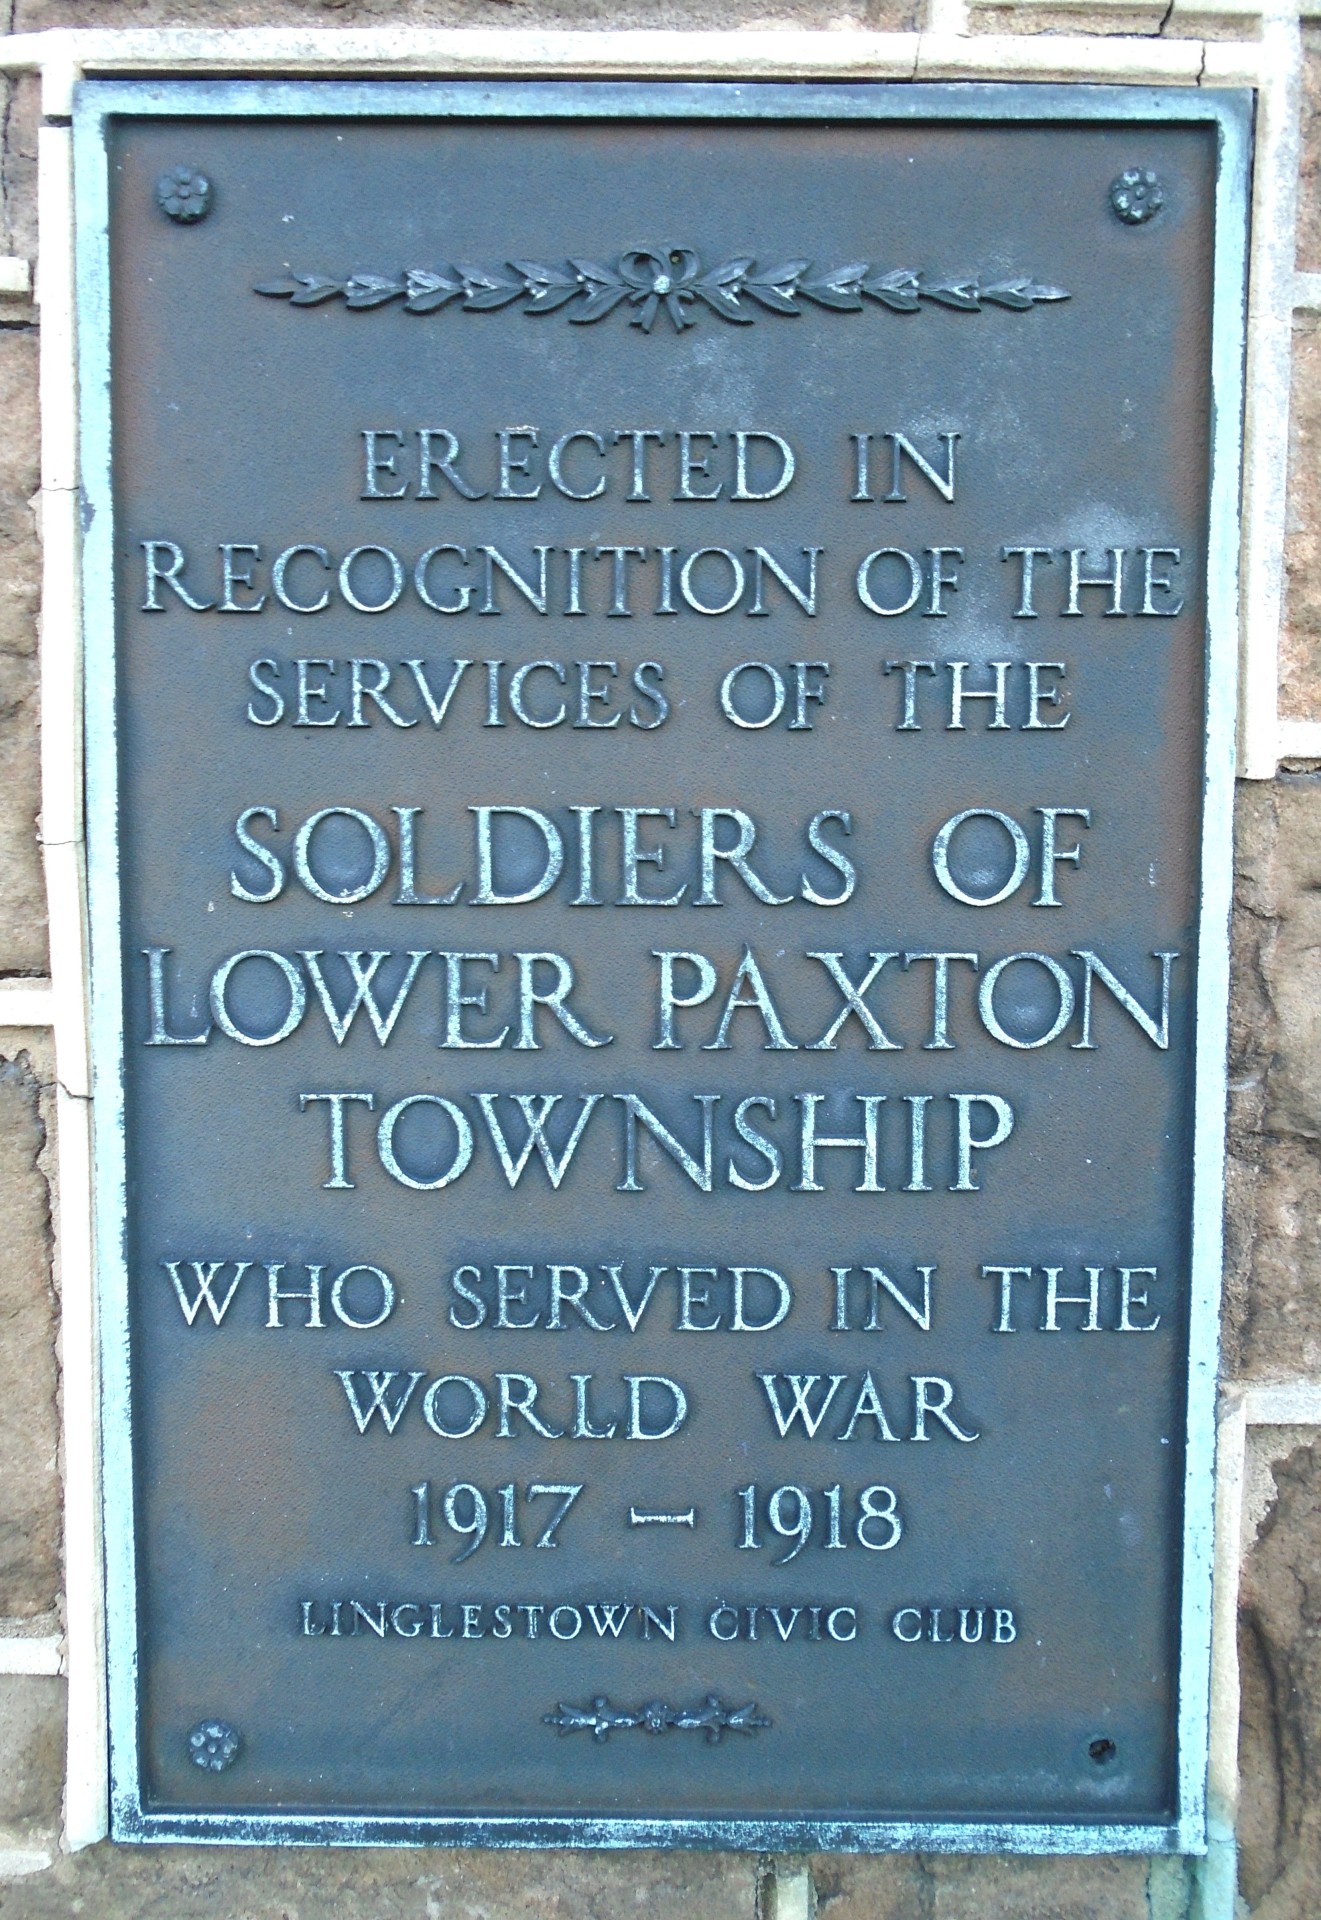 ERECTED IN
RECOGNITION OF THE
SERVICES OF THE
SOLDIERS OF
LOWER PAXTON
TOWNSHIP
WHO SERVED IN THE
WORLD WAR
1917 – 1918
LINGLESTOWN CIVIC CLUB